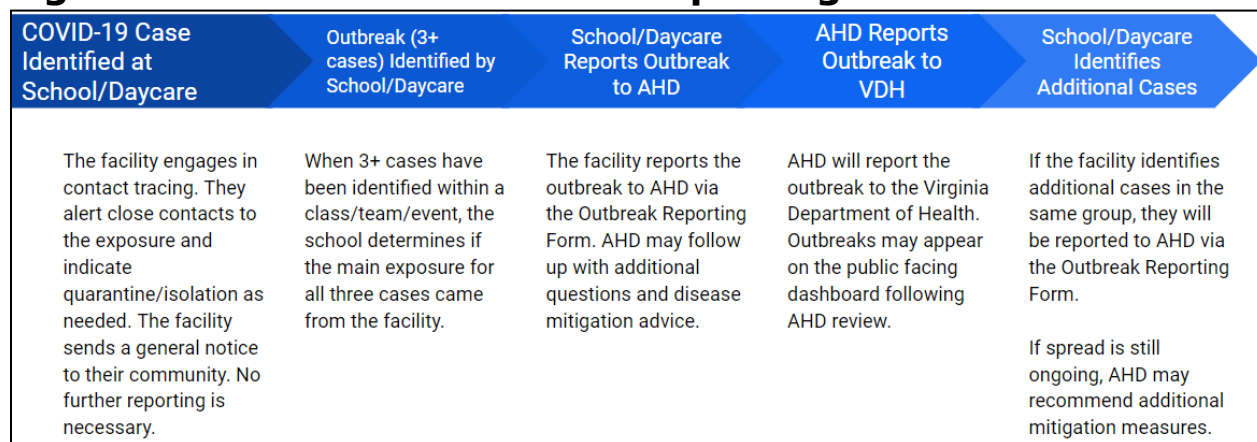 COVID-19 Case
Identified at
School/Daycare
Outbreak (3+
cases) Identified by
School/Daycare
School/Daycare
Reports Outbreak
to AHD
AHD Reports
Outbreak to
VDH
School/Daycare
Identifies
Additional Cases
The facility engages in
contact tracing. They
alert close contacts to
the exposure and
indicate
quarantine/isolation as
needed. The facility
sends a general notice
to their community. No
further reporting is
necessary.
When 3+ cases have
been identified within a
class/team/event, the
school determines if
the main exposure for
all three cases came
from the facility.
The facility reports the
outbreak to AHD via
the Outbreak Reporting
Form. AHD may follow
up with additional
questions and disease
mitigation advice.
AHD will report the
outbreak to the Virginia
Department of Health.
Outbreaks may appear
on the public facing
dashboard following
AHD review.
If the facility identifies
additional cases in the
same group, they will
be reported to AHD via
the Outbreak Reporting
Form.
If spread is still
ongoing, AHD may
recommend additional
mitigation measures.